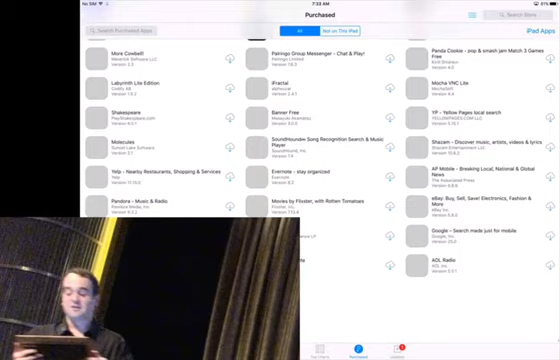 No SIM
7:33 AM
Purchased
Search Store
Search Purchased Apps
All
Not on This iPad
iPad Apps
More Cowbell!
Maverick Software LLC
Palringo Group Messenger - Chat & Play!
Palringo Limited
Panda Cookie - pop & smash jam Match 3 Games
Free
Labyrinth Lite Edition
Codify AB
iFractal
Mocha VNC Lite
MochaSoft
Shakespeare
PlayShakespeare.com
Banner Free
YP - Yellow Pages local search
YELLOWPAGES.COM LLC
Molecules
Sunset Lake Software
SoundHound∞ Song Recognition Search & Music
Player
SoundHound, Inc.
Shazam - Discover music, artists, videos & lyrics
Shazam Entertainment Ltd.
Yelp - Nearby Restaurants, Shopping & Services
Yelp
Evernote - stay organized
Evernote
AP Mobile - Breaking Local, National & Global
News
The Associated Press
Pandora - Music & Radio
Pandora Media, Inc.
Movies by Flixster, with Rotten Tomatoes
Flixster, Inc.
eBay: Buy, Sell, Save! Electronics, Fashion &
More
eBay Inc.
Google – Search made just for mobile
Google, Inc.
AOL Radio
AOL Inc.
Top Charts
Purchased
Updates